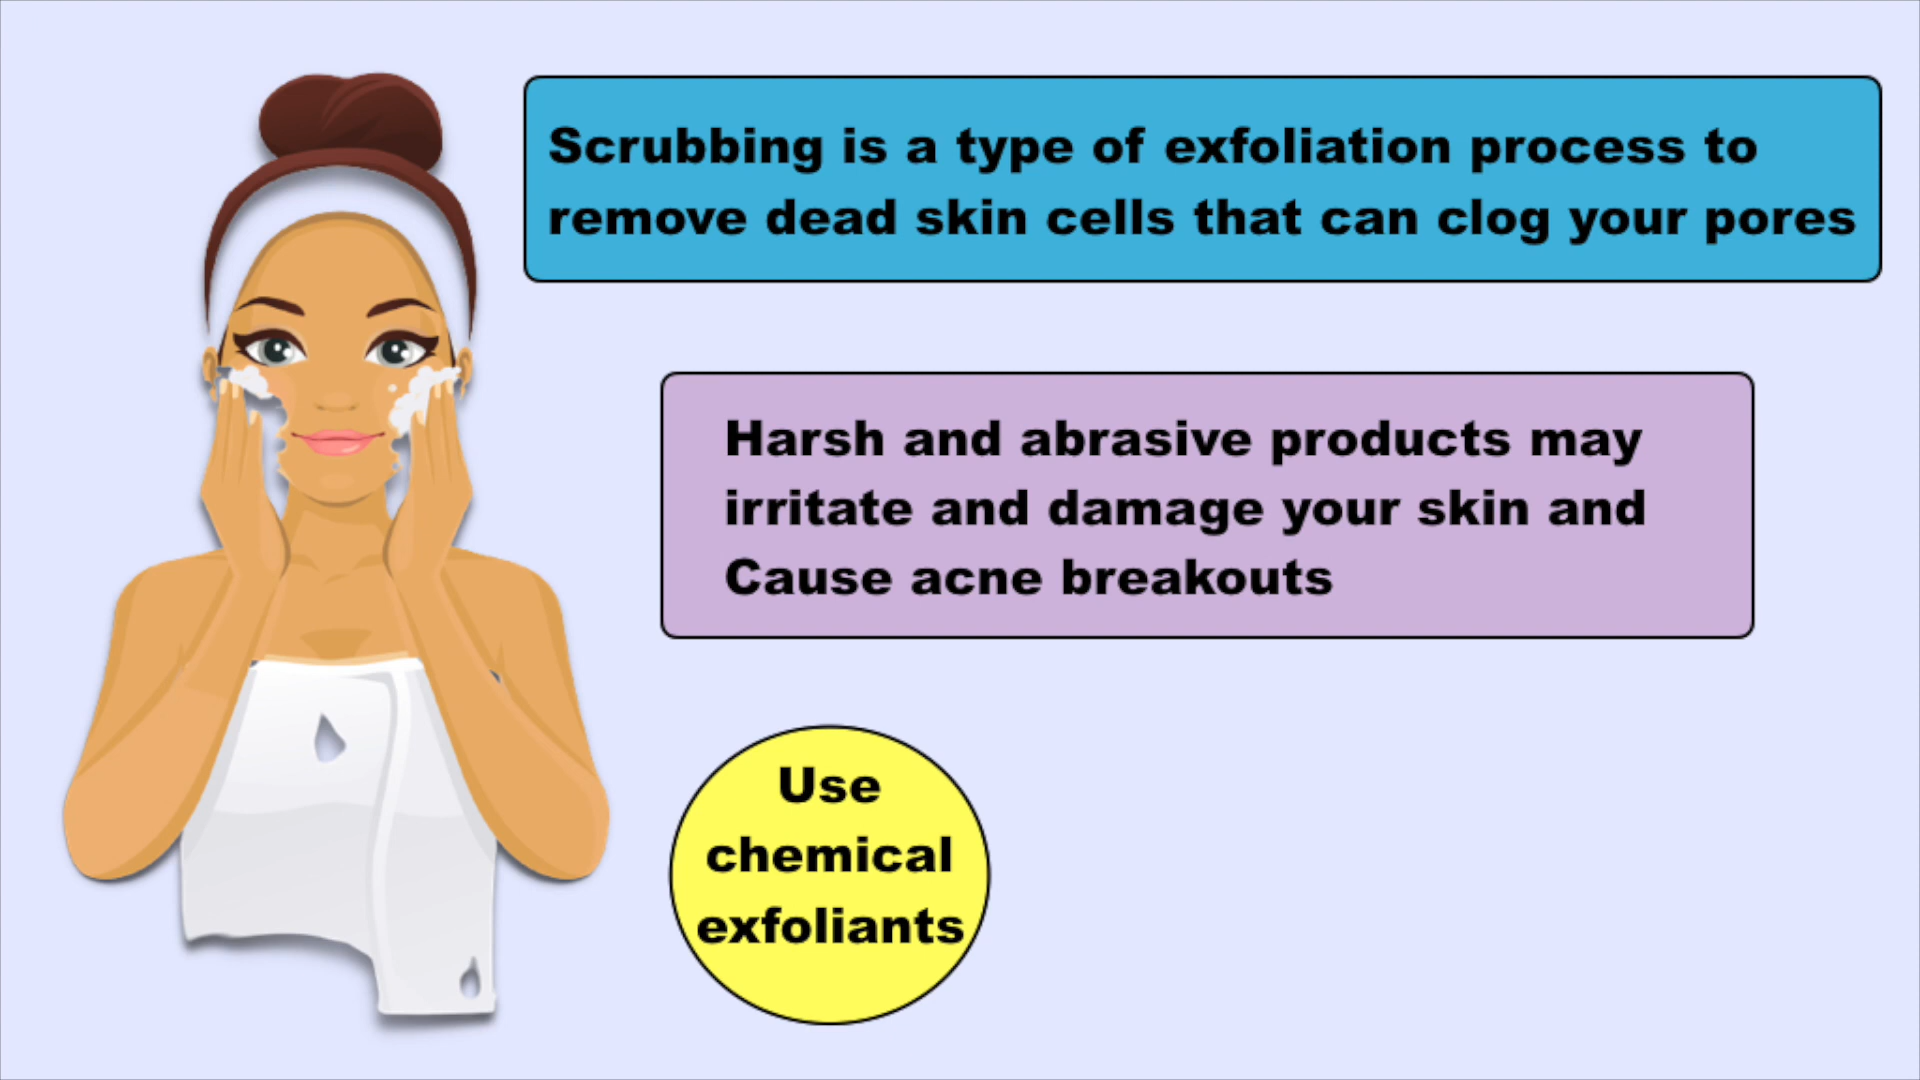 Scrubbing is a type of exfoliation process to
remove dead skin cells that can clog your pores
Harsh and abrasive products may
irritate and damage your skin and
Cause acne breakouts
Use
chemical
exfoliants